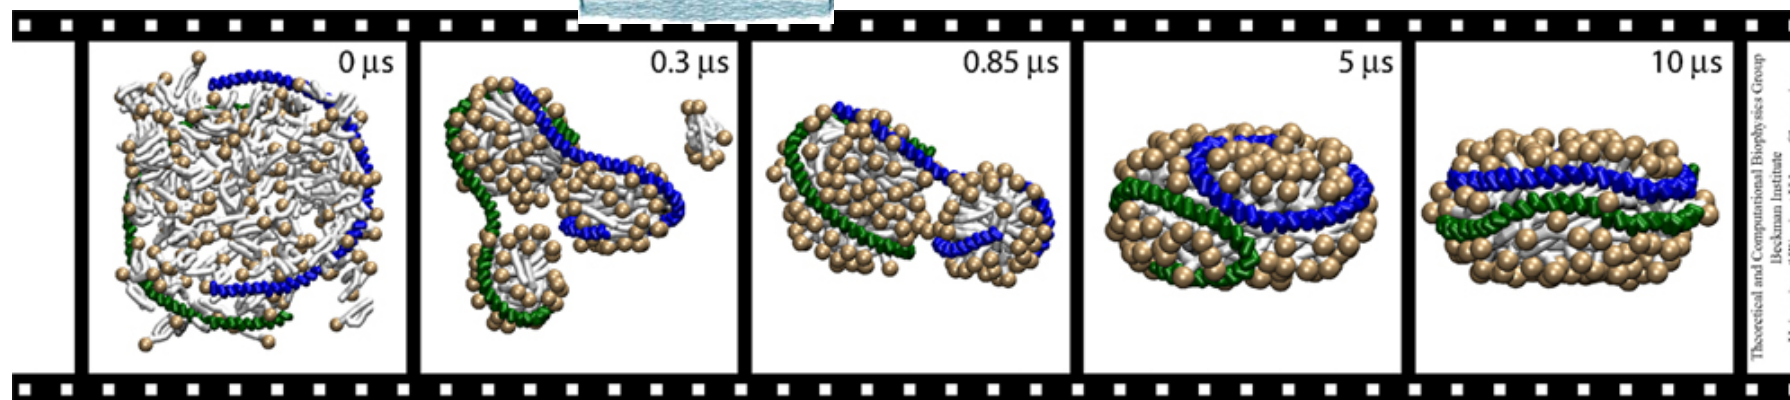 0 μs
0.3 μs
0.85 μs
5 μs
10 μs
Theoretical and Computational Biophysics Group
Beckman Institute